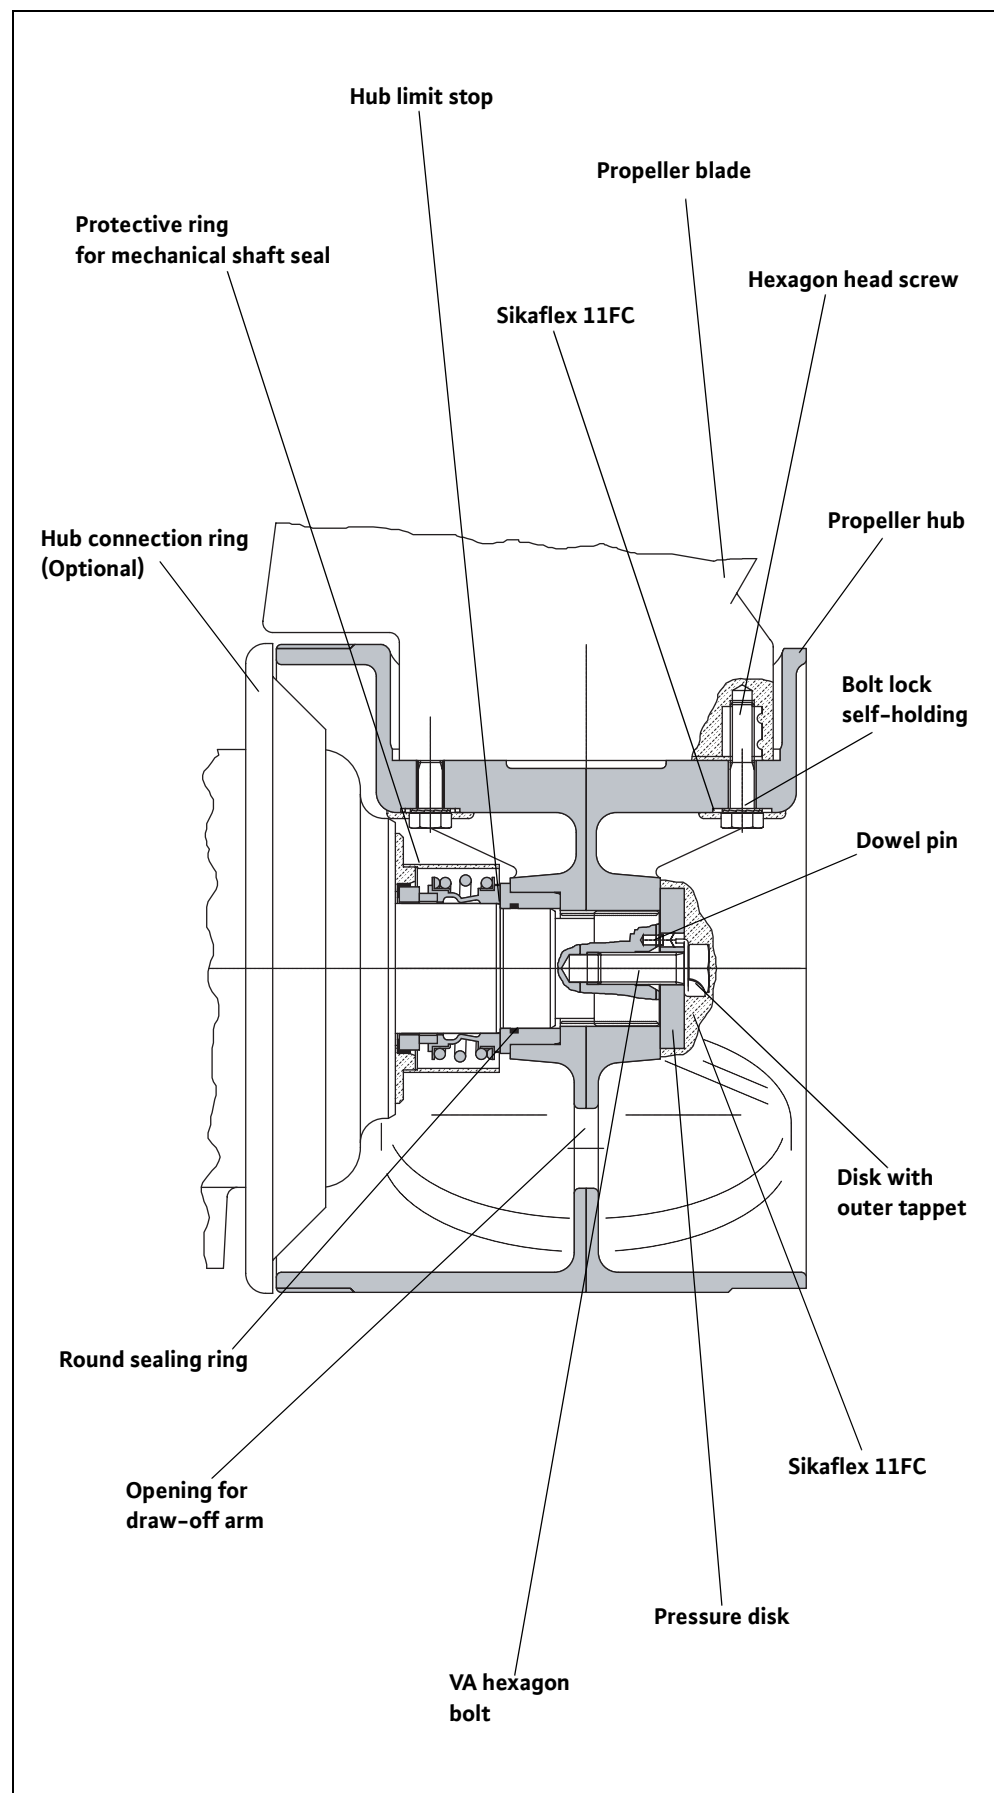 Hub limit stop
Propeller blade
Protective ring
for mechanical shaft seal
Hexagon head screw
Sikaflex 11FC
Propeller hub
Hub connection ring
(Optional)
Bolt lock
self-holding
Dowel pin
Disk with
outer tappet
Round sealing ring
Sikaflex 11FC
Opening for
draw-off arm
Pressure disk
VA hexagon
bolt